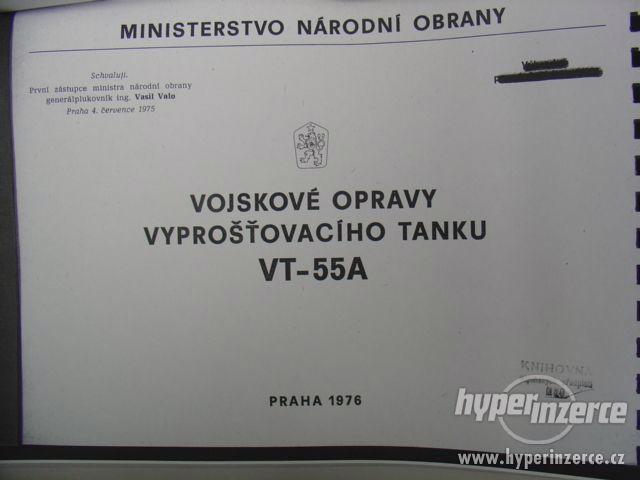 MINISTERSTVO NÁRODNÍ OBRANY
Schvaluji.
První zástupce ministra národní obrany
generálplukovník ing. Vasil Valo
Praha 4. července 1975
VOJSKOVÉ OPRAVY
VYPROŠŤOVACÍHO TANKU
VT-55A
KNIHOVNA
PRAHA 1976
hyperinzerce
www.hyperinzerce.cz